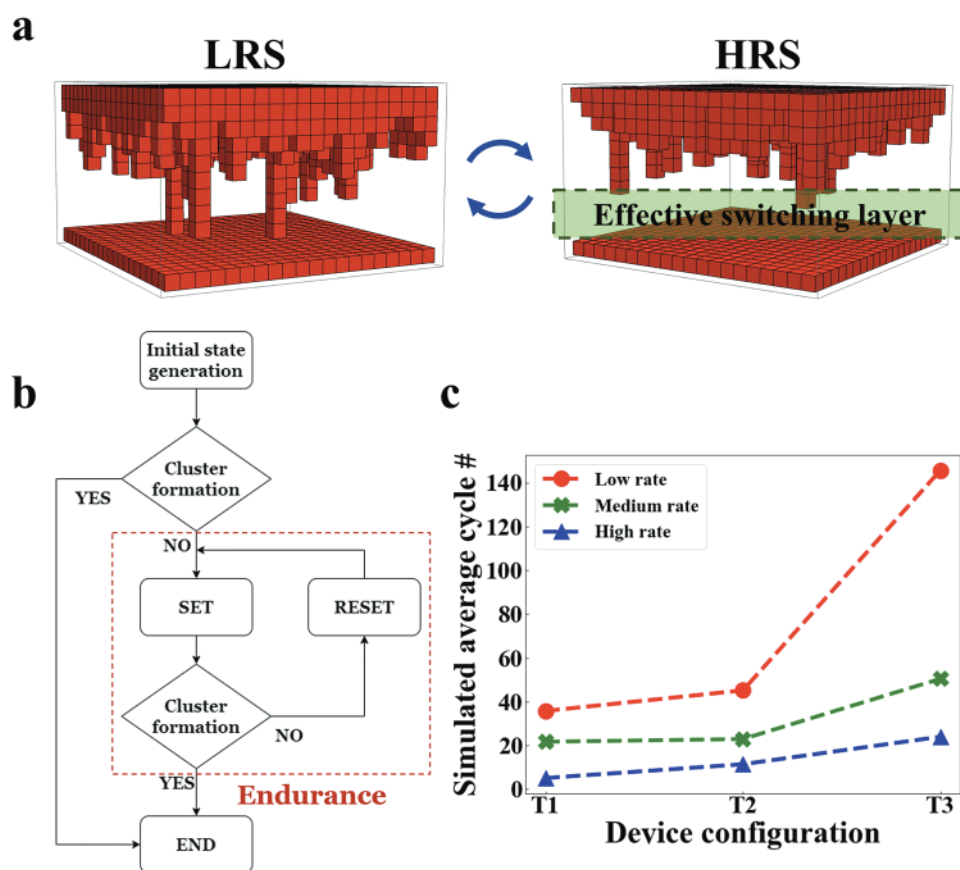 a
LRS
HRS
Effective switching layer
b
Initial state
generation
Cluster
formation
YES
NO
SET
RESET
Cluster
formation
NO
YES
Endurance
END
c
Simulated average cycle #
140
120
100
80
60
40
20
0
Low rate
Medium rate
High rate
T1
T2
T3
Device configuration